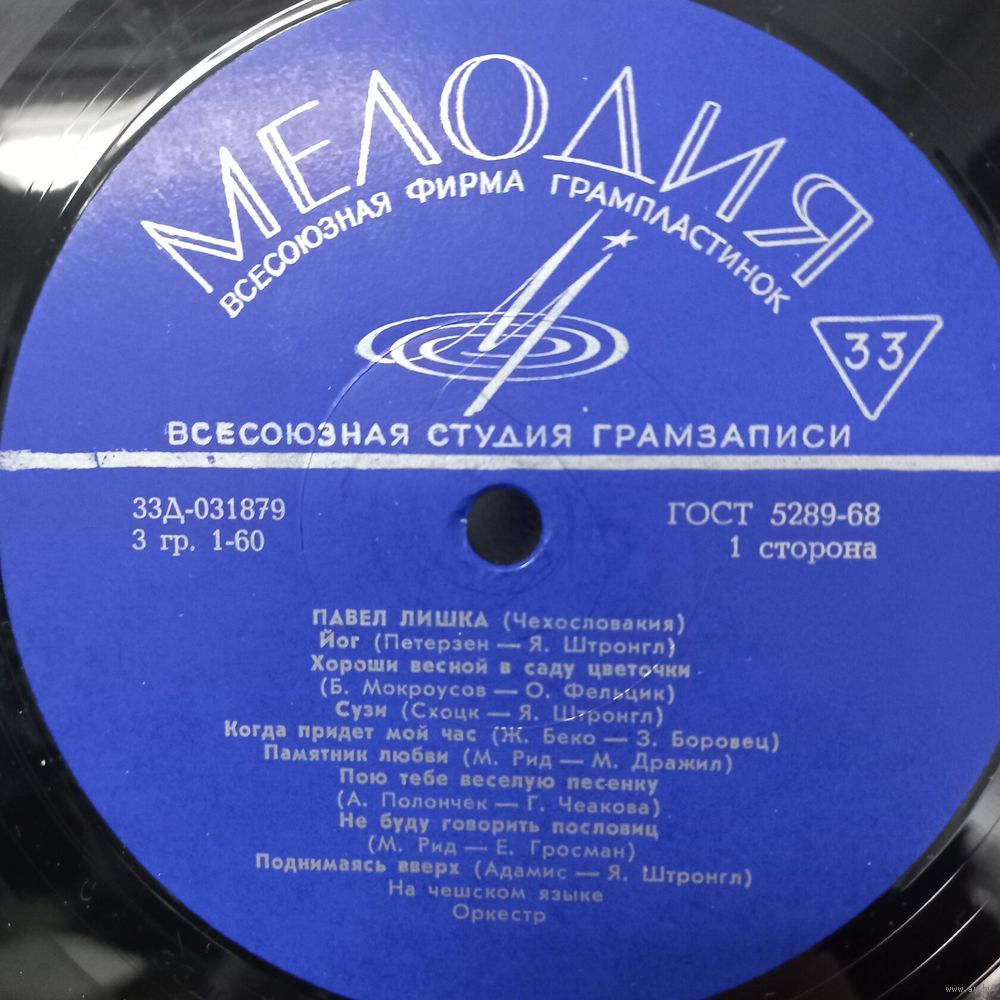 МЕЛОДИЯ
ВСЕСОЮЗНАЯ ФИРМА ГРАМПЛАСТИНОК
33
ВСЕСОЮЗНАЯ СТУДИЯ ГРАМЗАПИСИ
33Д-031879
3 гр. 1-60
ГОСТ 5289-68
1 сторона
ПАВЕЛ ЛИШКА (Чехословакия)
Йог (Петерзен — Я. Штронгл)
Хороши весной в саду цветочки
(Б. Мокроусов — О. Фельцик)
Сузи (Схоцк — Я. Штронгл)
Когда придет мой час (Ж. Беко — З. Боровец)
Памятник любви (М. Рид — М. Дражил)
Пою тебе веселую песенку
(А. Полончек — Г. Чеакова)
Не буду говорить пословиц
(М. Рид — Е. Гросман)
Поднимаясь вверх (Адамис — Я. Штронгл)
На чешском языке
Оркестр